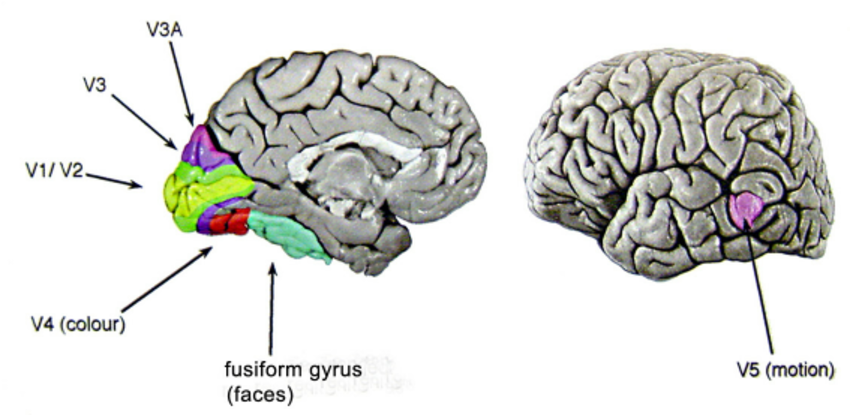 V3A
V3
V1/ V2
V4 (colour)
fusiform gyrus
(faces)
V5 (motion)